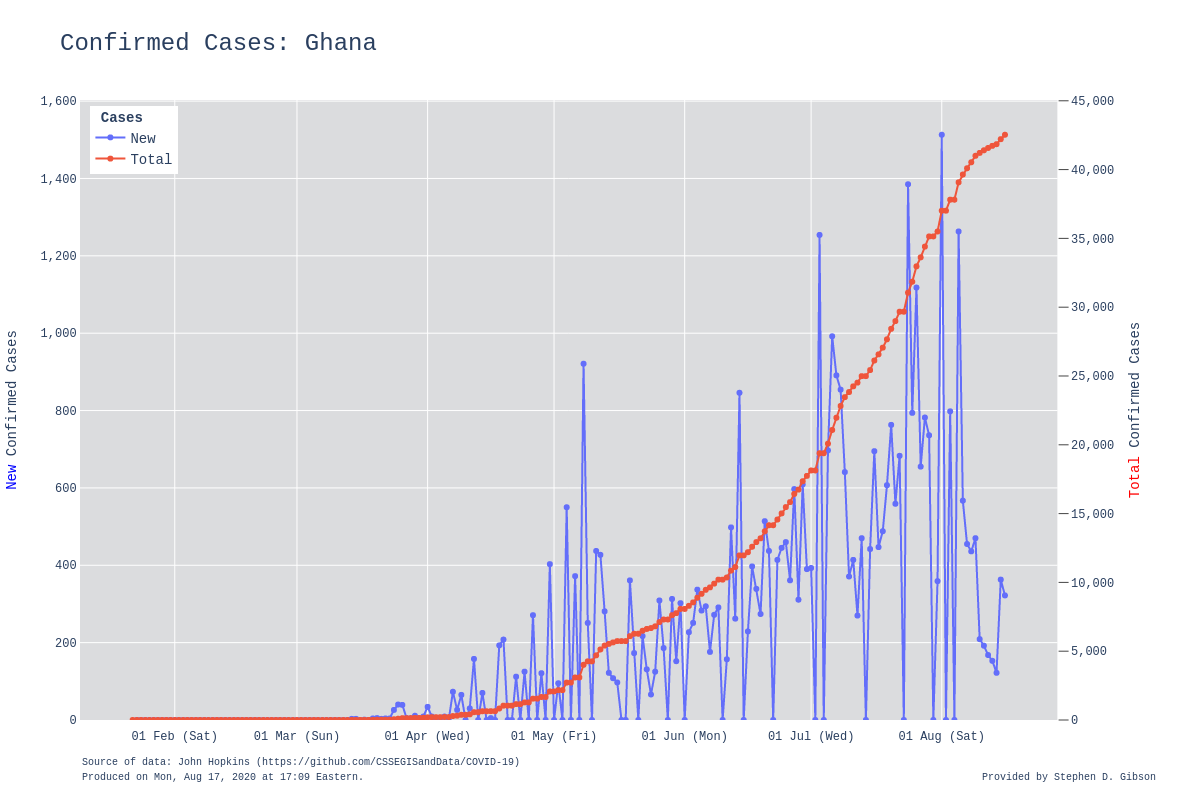 Confirmed Cases: Ghana
Cases
New
Total
1,600
1,400
1,200
1,000
800
600
400
200
0
New Confirmed Cases
45,000
40,000
35,000
30,000
25,000
20,000
15,000
10,000
5,000
0
Total Confirmed Cases
01 Feb (Sat)
01 Mar (Sun)
01 Apr (Wed)
01 May (Fri)
01 Jun (Mon)
01 Jul (Wed)
01 Aug (Sat)
Source of data: John Hopkins (https://github.com/CSSEGISandData/COVID-19)
Produced on Mon, Aug 17, 2020 at 17:09 Eastern.
Provided by Stephen D. Gibson